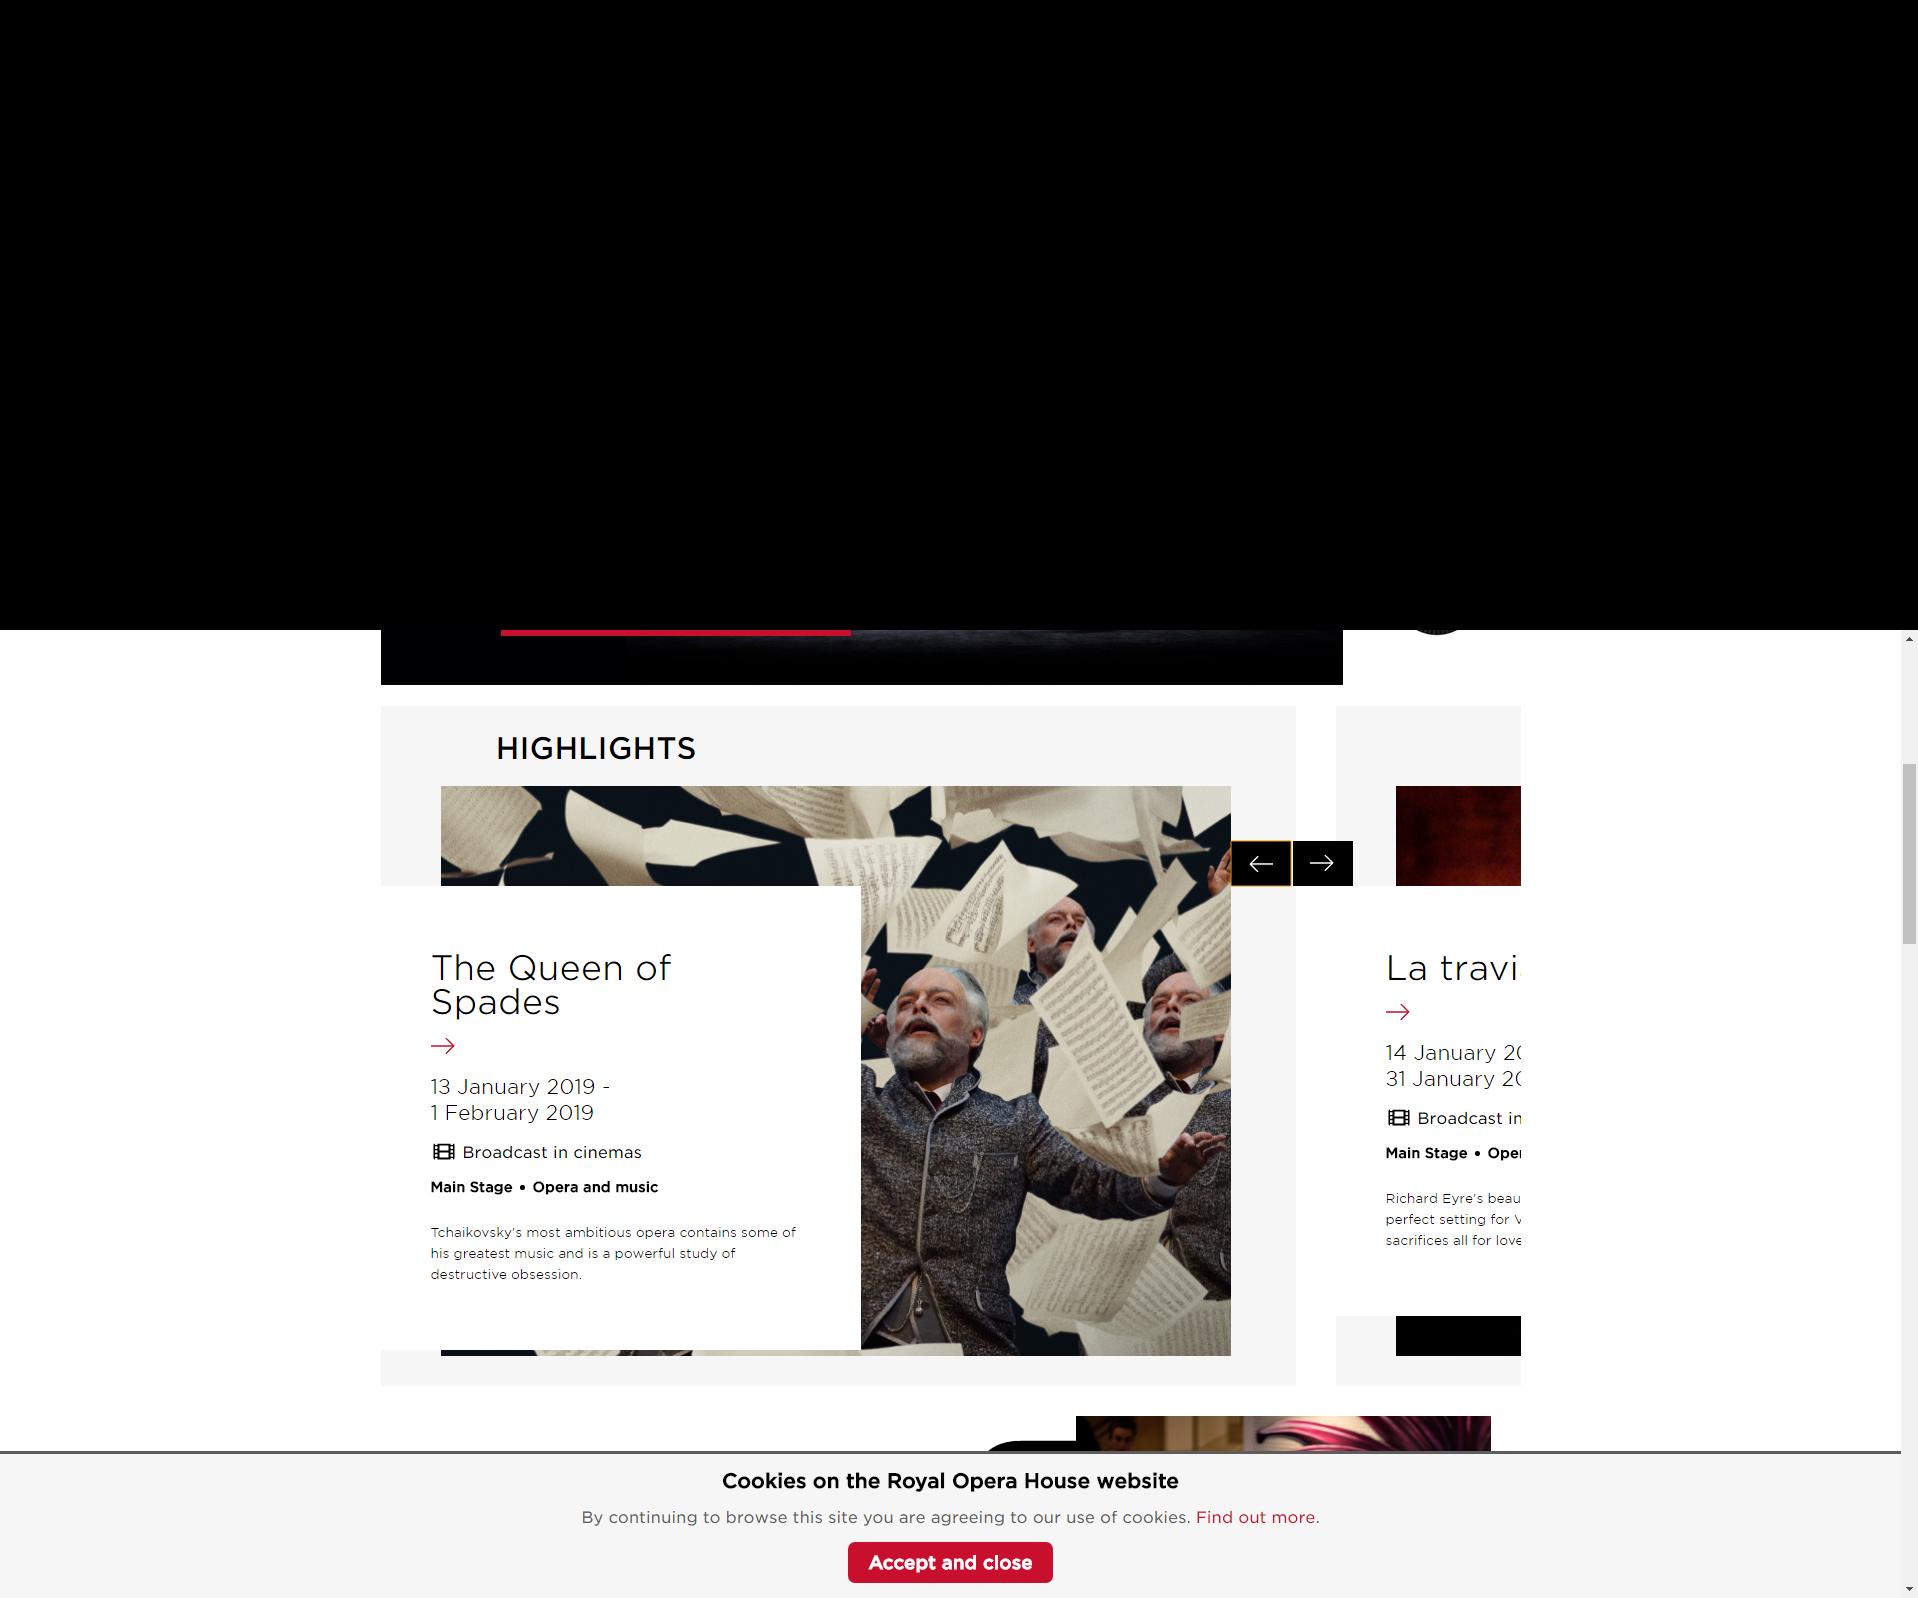 HIGHLIGHTS
The Queen of
Spades
13 January 2019 -
1 February 2019
Broadcast in cinemas
Main Stage • Opera and music
Tchaikovsky's most ambitious opera contains some of
his greatest music and is a powerful study of
destructive obsession.
La travi
14 January 20
31 January 20
Broadcast in
Main Stage • Oper
Richard Eyre's beau
perfect setting for V
sacrifices all for love
Cookies on the Royal Opera House website
By continuing to browse this site you are agreeing to our use of cookies. Find out more.
Accept and close